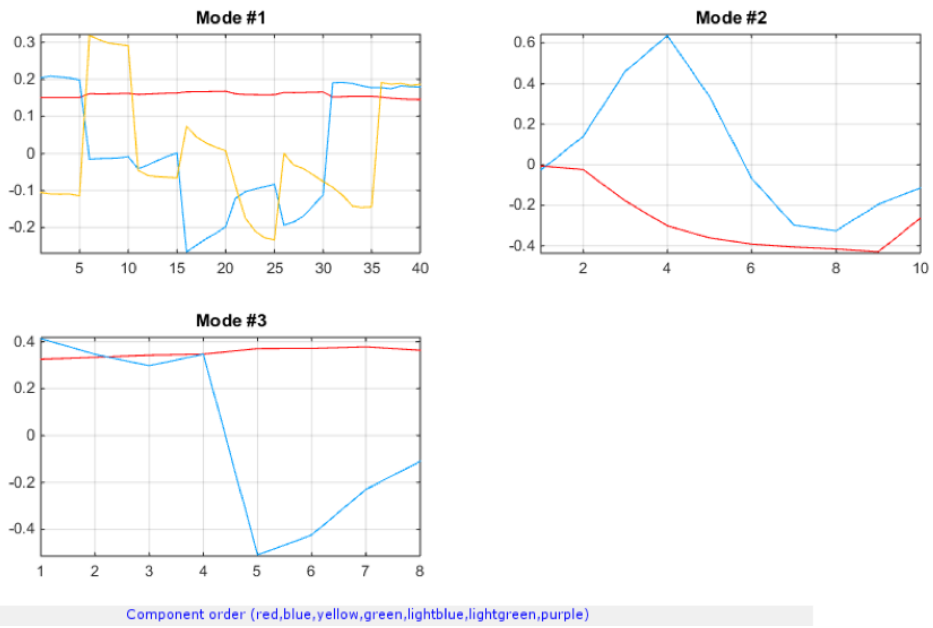 Mode #1
0.3
0.2
0.1
0
-0.1
-0.2
5 10 15 20 25 30 35 40
Mode #2
0.6
0.4
0.2
0
-0.2
-0.4
2 4 6 8 10
Mode #3
0.4
0.2
0
-0.2
-0.4
1 2 3 4 5 6 7 8
Component order (red,blue,yellow,green,lightblue,lightgreen,purple)